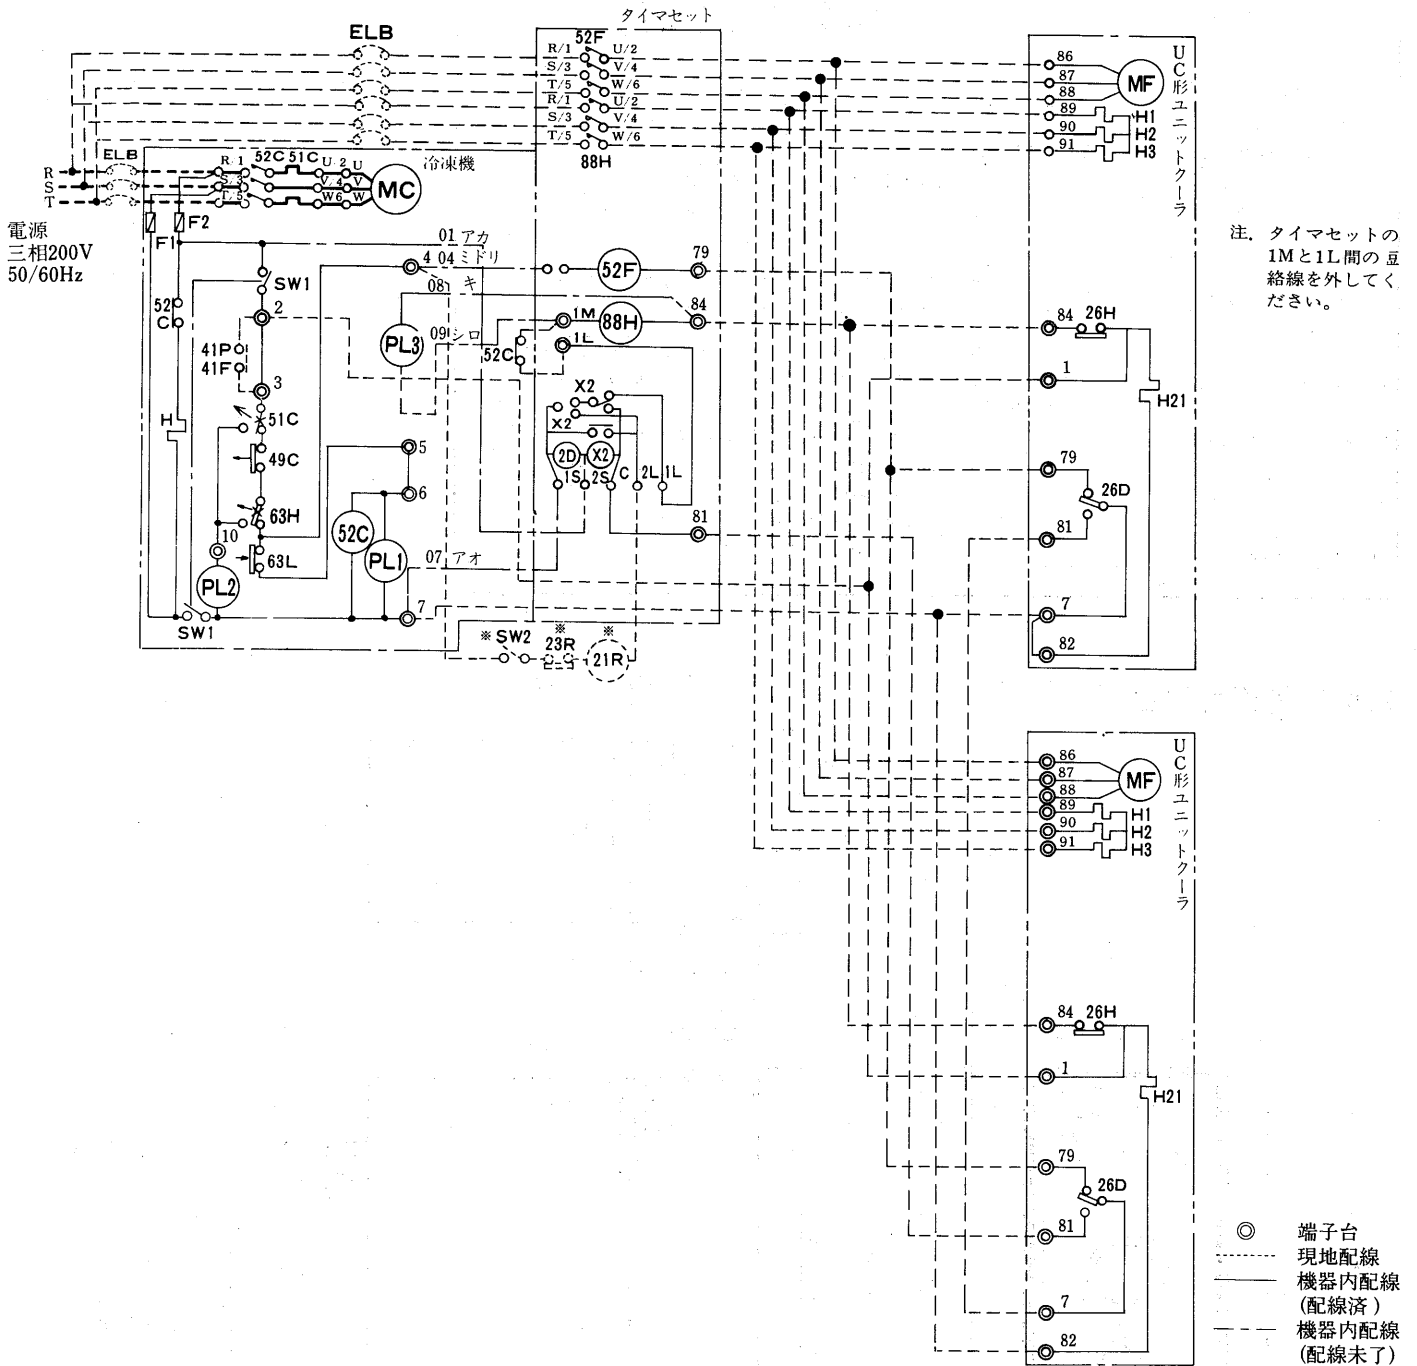 タイマセット
ELB
52F
R/1 U/2
S/3 V/4
T/5 W/6
R/1 U/2
S/3 V/4
T/5 W/6
88H
ELB
R
S
T
R/1 52C 51C U/2 U
S/3 V/4 V
T/5 W6 W
MC
冷凍機
電源
三相200V
50/60Hz
F1
F2
01 アカ
4 04 ミドリ
キ
08
09 シロ
SW1
52
C
2
41P
41F
3
PL3
52C
1M
88H
1L
52F
79
84
H
51C
49C
63H
10
63L
PL2
SW1
5
6
52C
PL1
07 アオ
7
X2
X2
2D
X2
1S 2S C 2L 1L
81
※ SW2
※
23R
※
21R
UC形ユニットクーラ
86
87
88
89
90
91
MF
H1
H2
H3
84 26H
1
H21
79
26D
81
7
82
注. タイマセットの
1Mと1L間の豆
絡線を外してく
ださい。
UC形ユニットクーラ
86
87
88
89
90
91
MF
H1
H2
H3
84 26H
1
H21
79
26D
81
7
82
端子台
現地配線
機器内配線
(配線済)
機器内配線
(配線未了)